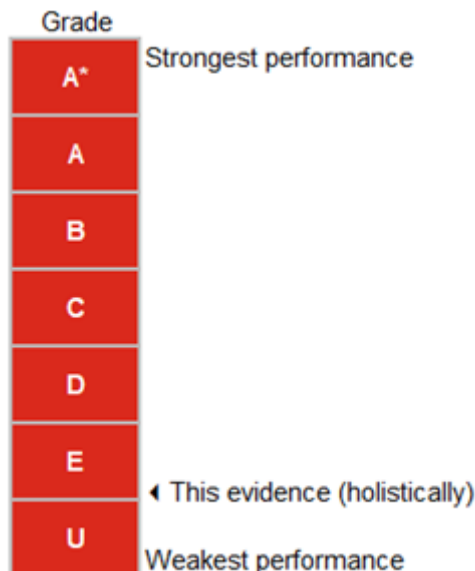 Grade
A*
Strongest performance
A
B
C
D
E
This evidence (holistically)
U
Weakest performance